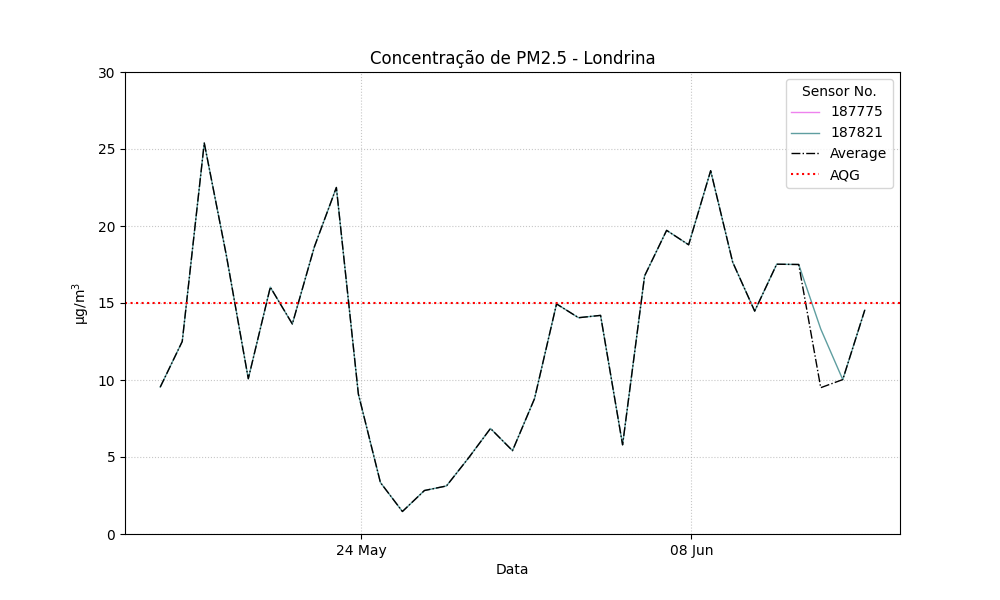 Concentração de PM2.5 - Londrina
30
25
20
15
10
5
0
µg/m³
24 May
08 Jun
Data
Sensor No.
187775
187821
Average
AQG